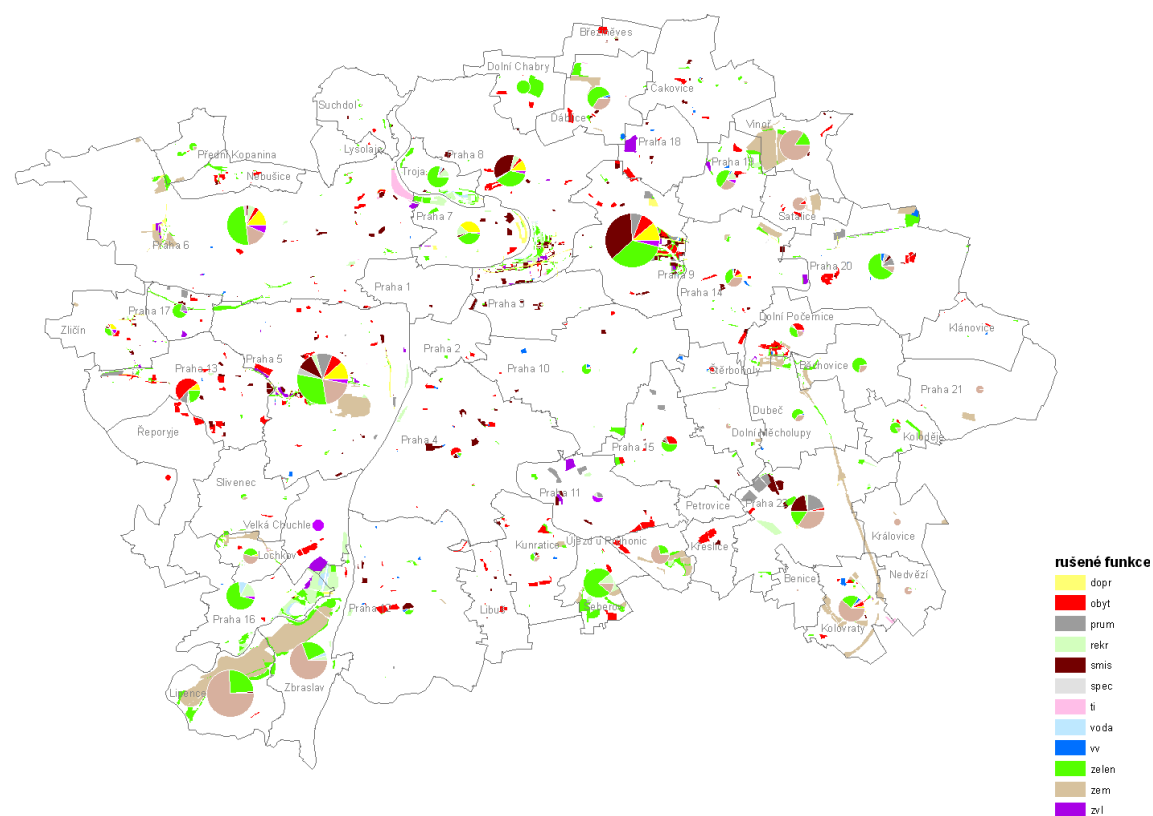 Březiněves
Dolní Chabry
Čakovice
Suchdol
Ďáblice
Vinoř
Lysolaje
Praha 18
Přední Kopanina
Praha 8
Praha 19
Nebušice
Troja
Satalice
Praha 7
Praha 6
Praha 9
Praha 20
Praha 1
Praha 14
Praha 3
Praha 17
Dolní Počernice
Zličín
Klánovice
Praha 2
Praha 5
Praha 13
Praha 10
Štěrboholy
Běchovice
Praha 21
Dubeč
Řeporyje
Praha 4
Dolní Měcholupy
Koloděje
Praha 15
Slivenec
Praha 11
Petrovice
Praha 22
Velká Chuchle
Královice
Kunratice
Újezd u Průhonic
Křeslice
Lochkov
Benice
Nedvězí
Praha 16
Praha 12
Libuš
Šeberov
Kolovraty
Lipence
Zbraslav
rušené funkce
dopr
obyt
prum
rekr
smis
spec
ti
voda
vv
zelen
zem
zvl